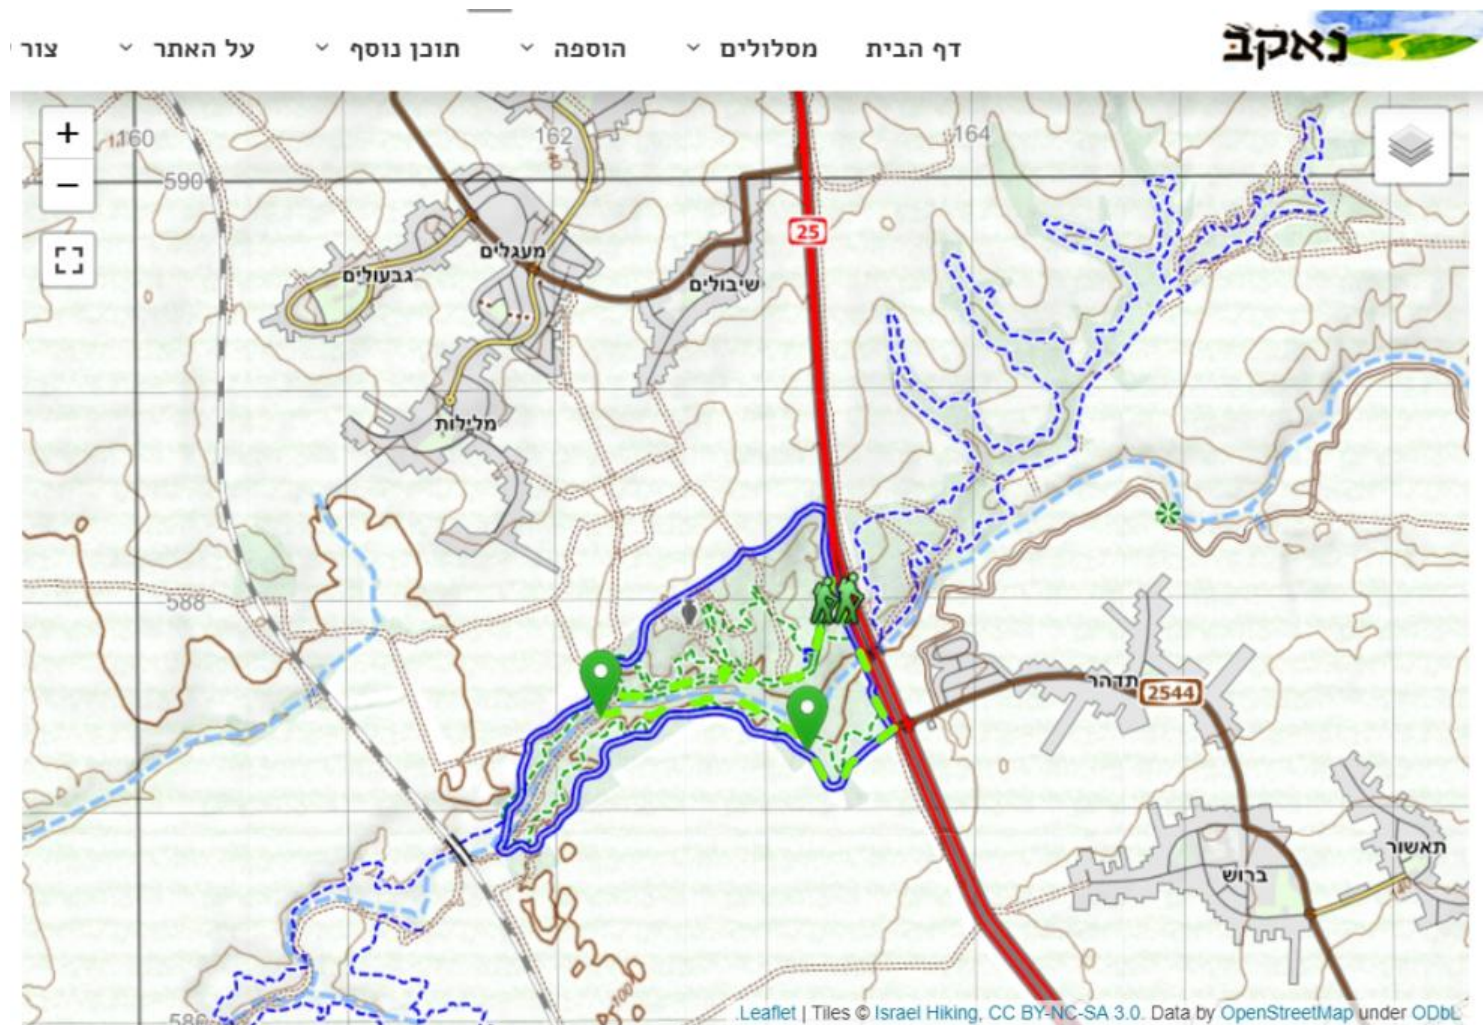 נאקב
דף הבית
מסלולים
הוספה
תוכן נוסף
על האתר
צור
+
−
160
162
164
590
25
מעגלים
גבעולים
שיבולים
מלילות
588
תדהר
2544
תאשור
ברוש
100
586
Leaflet | Tiles © Israel Hiking, CC BY-NC-SA 3.0. Data by OpenStreetMap under ODbL.